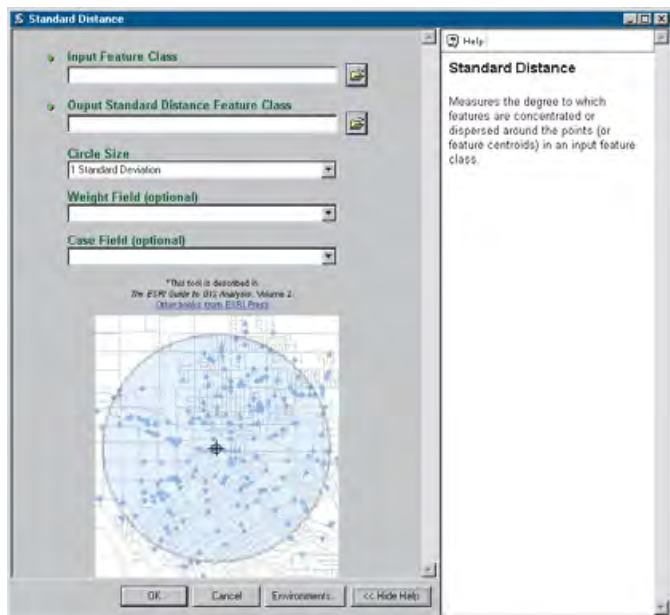 Standard Distance
Input Feature Class
Ouput Standard Distance Feature Class
Circle Size
1 Standard Deviation
Weight Field (optional)
Case Field (optional)
*This tool is described in
The ESRI Guide to GIS Analysis, Volume 2.
Other books from ESRI Press
OK
Cancel
Environments...
<< Hide Help
Help
Standard Distance
Measures the degree to which
features are concentrated or
dispersed around the points (or
feature centroids) in an input feature
class.